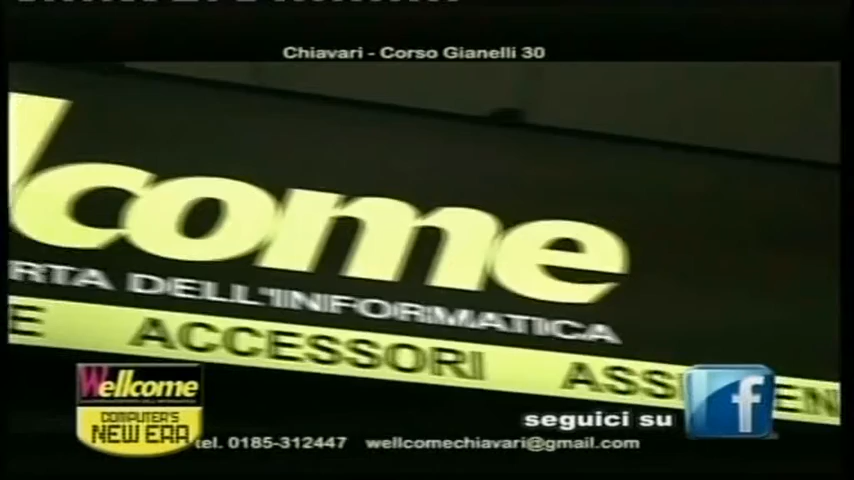 Chiavari - Corso Gianelli 30
lcome
RTA DELL'INFORMATICA
E ACCESSORI ASS EN
Wellcome
COMPUTER'S
NEW ERA
seguici su f
tel. 0185-312447 wellcomechiavari@gmail.com